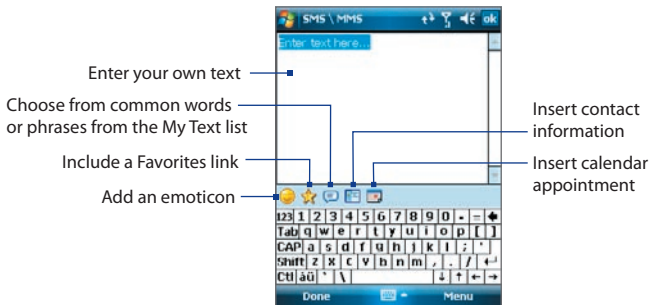 SMS \ MMS ok
Enter text here...
Enter your own text
Choose from common words
or phrases from the My Text list
Include a Favorites link
Add an emoticon
Insert contact
information
Insert calendar
appointment
123 1 2 3 4 5 6 7 8 9 0 - =
Tab q w e r t y u i o p [ ]
CAP a s d f g h j k l ; '
Shift z x c v b n m , . /
Ctl áü ` \
Done Menu